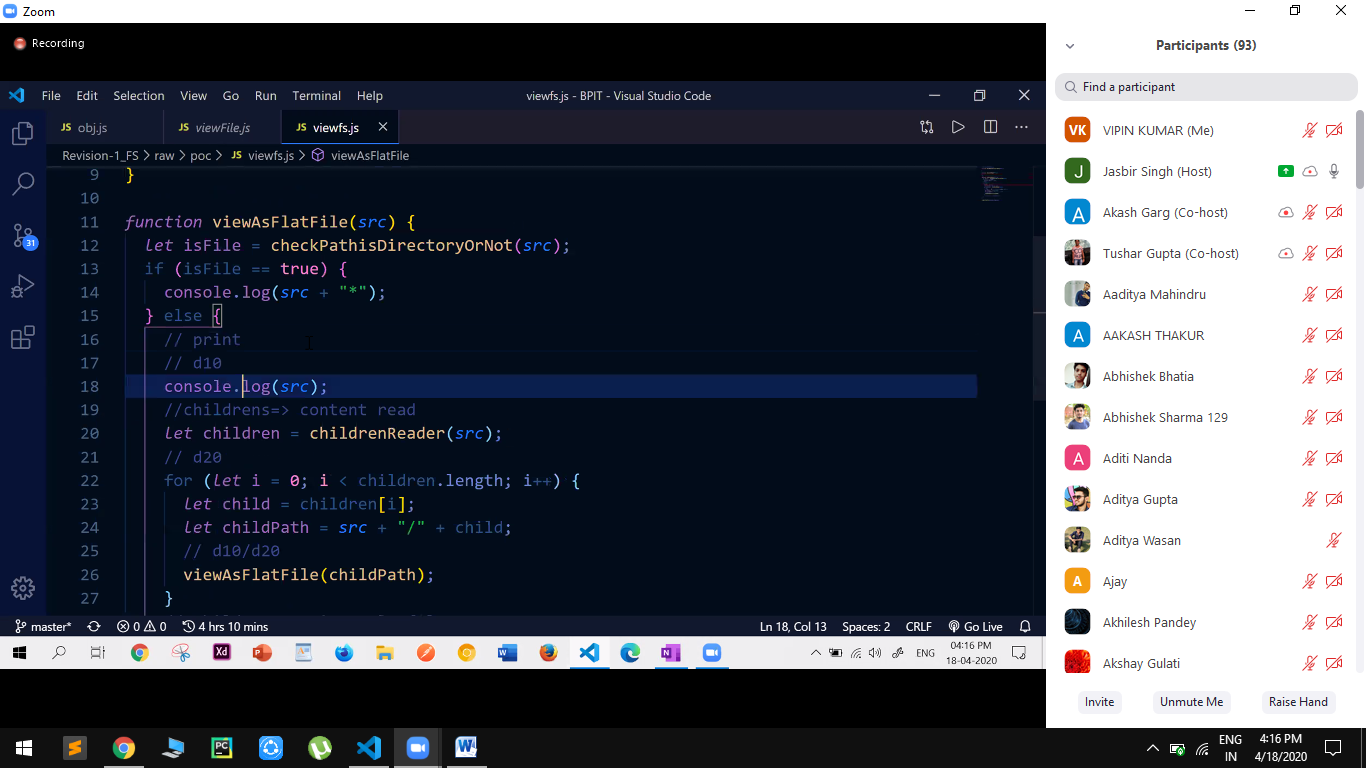 Zoom
Recording
File Edit Selection View Go Run Terminal Help
viewfs.js - BPIT - Visual Studio Code
JS obj.js
JS viewFile.js
JS viewfs.js
Revision-1_FS > raw > poc > JS viewfs.js > viewAsFlatFile
9 }
10
11 function viewAsFlatFile(src) {
12 let isFile = checkPathisDirectoryOrNot(src);
13 if (isFile == true) {
14 console.log(src + "*");
15 } else {
16 // print
17 // d10
18 console.log(src);
19 //childrens=> content read
20 let children = childrenReader(src);
21 // d20
22 for (let i = 0; i < children.length; i++) {
23 let child = children[i];
24 let childPath = src + "/" + child;
25 // d10/d20
26 viewAsFlatFile(childPath);
27 }
31
master* 0 0 4 hrs 10 mins Ln 18, Col 13 Spaces: 2 CRLF Go Live
Xd
ENG
04:16 PM
18-04-2020
Participants (93)
Find a participant
VK VIPIN KUMAR (Me)
J Jasbir Singh (Host)
A Akash Garg (Co-host)
Tushar Gupta (Co-host)
Aaditya Mahindru
A AAKASH THAKUR
Abhishek Bhatia
Abhishek Sharma 129
A Aditi Nanda
Aditya Gupta
Aditya Wasan
A Ajay
Akhilesh Pandey
Akshay Gulati
Invite Unmute Me Raise Hand
PC
ENG
IN
4:16 PM
4/18/2020